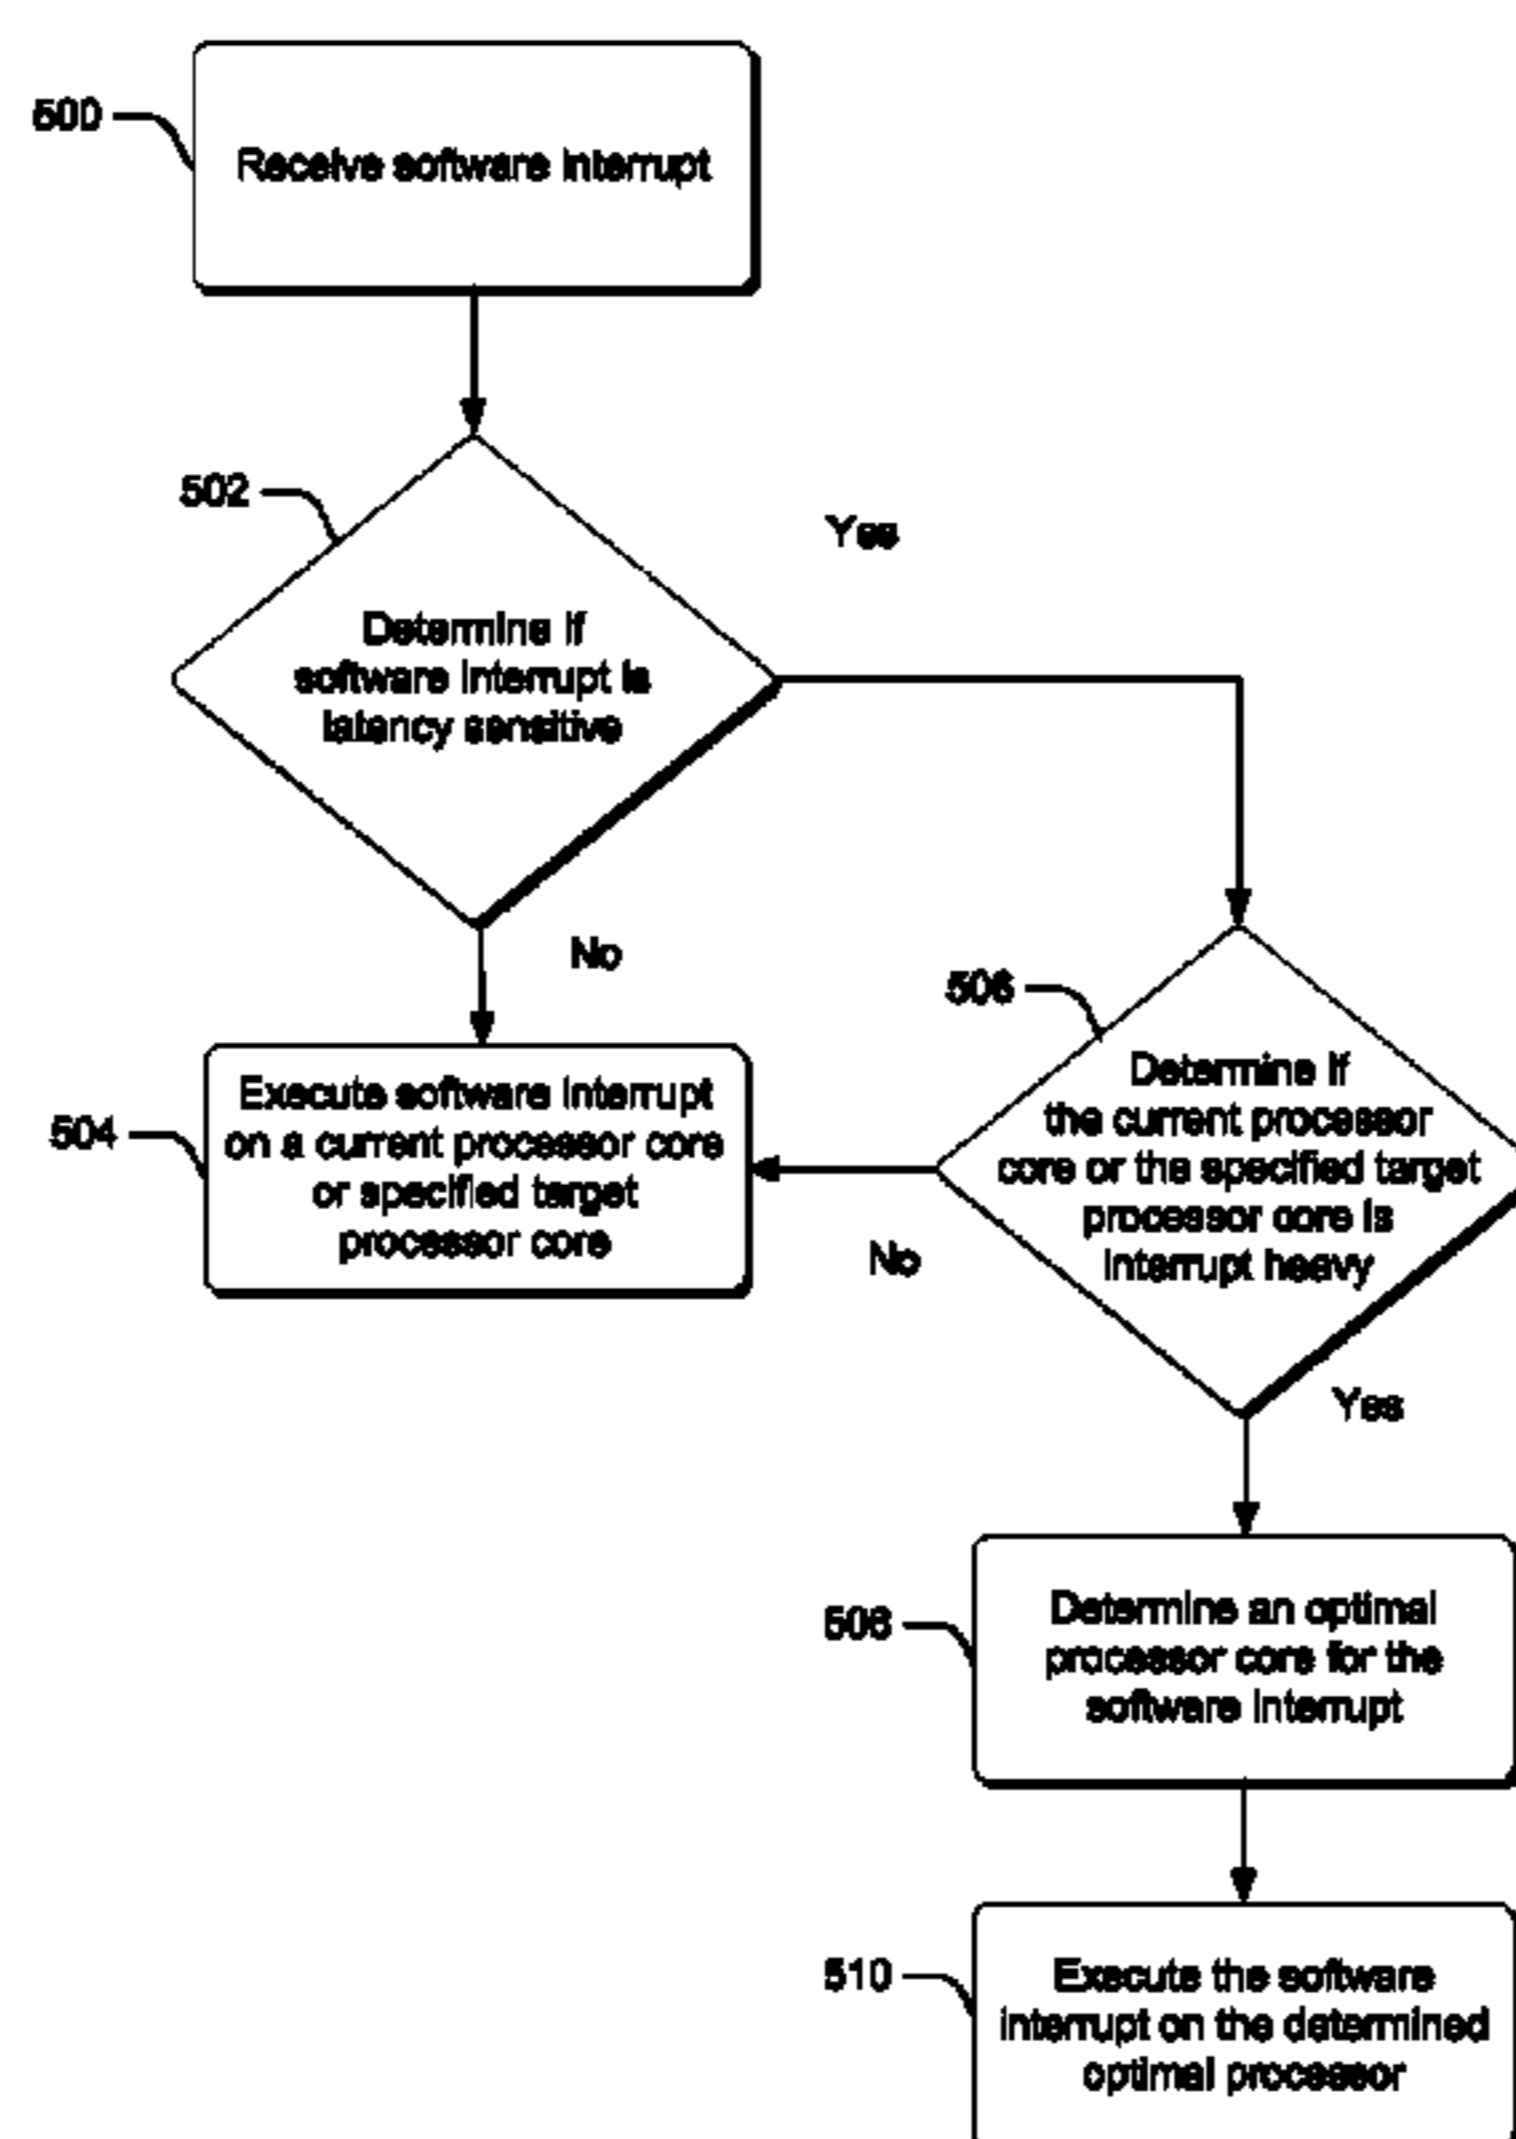 500
Receive software interrupt
502
Yes
Determine if
software interrupt is
latency sensitive
No
506
Determine if
the current processor
core or the specified target
processor core is
interrupt heavy
504
Execute software interrupt
on a current processor core
or specified target
processor core
No
Yes
508
Determine an optimal
processor core for the
software interrupt
510
Execute the software
interrupt on the determined
optimal processor